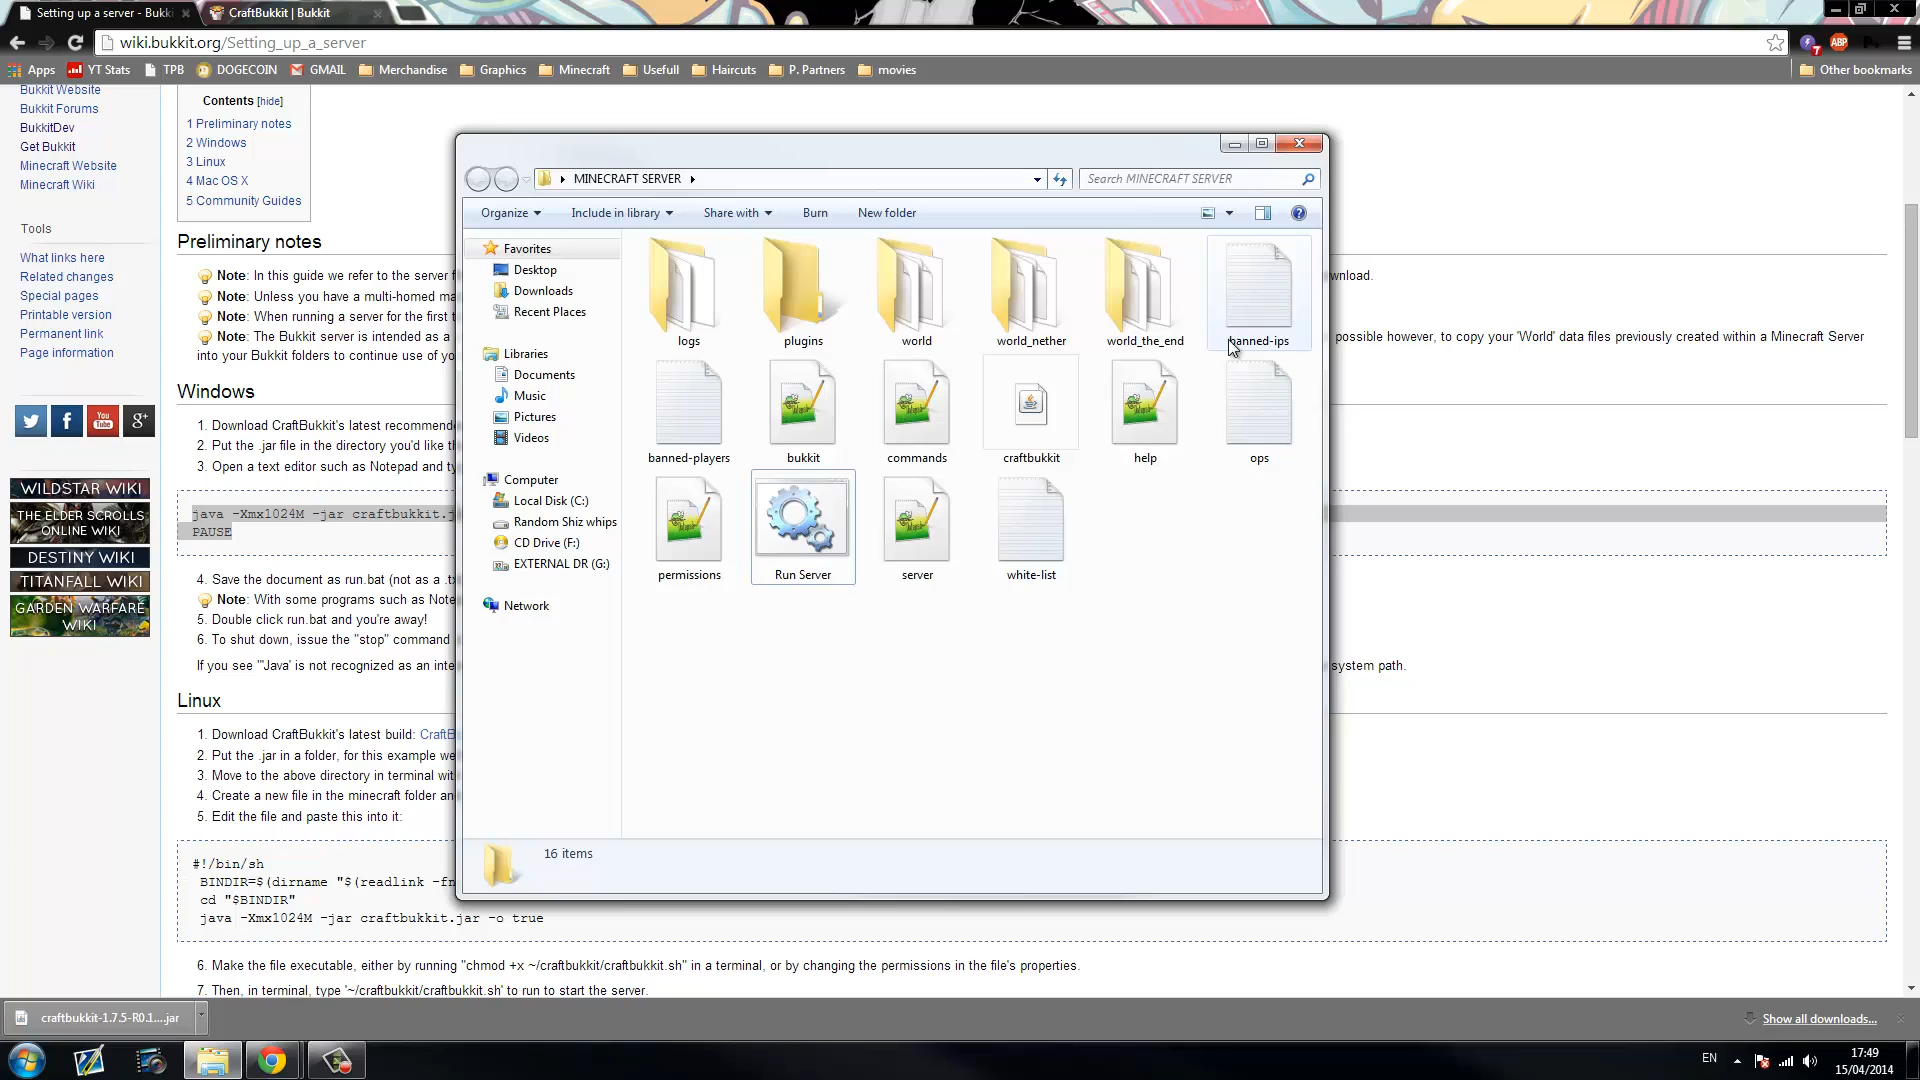 Setting up a server - Bukki
CraftBukkit | Bukkit
wiki.bukkit.org/Setting_up_a_server
7
ABP
Apps
YT Stats
TPB
DOGECOIN
GMAIL
Merchandise
Graphics
Minecraft
Usefull
Haircuts
P. Partners
movies
Other bookmarks
Bukkit Website
Bukkit Forums
BukkitDev
Get Bukkit
Minecraft Website
Minecraft Wiki
Tools
What links here
Related changes
Special pages
Printable version
Permanent link
Page information
You
Tube
g+
WILDSTAR WIKI
THE ELDER SCROLLS
ONLINE WIKI
DESTINY WIKI
TITANFALL WIKI
GARDEN WARFARE
WIKI
Contents [hide]
1 Preliminary notes
2 Windows
3 Linux
4 Mac OS X
5 Community Guides
Preliminary notes
Note: In this guide we refer to the server f
wnload.
Note: Unless you have a multi-homed ma
Note: When running a server for the first t
Note: The Bukkit server is intended as a
possible however, to copy your 'World' data files previously created within a Minecraft Server
into your Bukkit folders to continue use of yo
Windows
1. Download CraftBukkit's latest recommende
2. Put the .jar file in the directory you'd like th
3. Open a text editor such as Notepad and ty
java -Xmx1024M -jar craftbukkit.j
PAUSE
4. Save the document as run.bat (not as a .tx
Note: With some programs such as Note
5. Double click run.bat and you're away!
6. To shut down, issue the "stop" command
If you see "'Java' is not recognized as an inte
system path.
Linux
1. Download CraftBukkit's latest build: CraftB
2. Put the .jar in a folder, for this example we
3. Move to the above directory in terminal wit
4. Create a new file in the minecraft folder an
5. Edit the file and paste this into it:
#!/bin/sh
BINDIR=$(dirname "$(readlink -fn
cd "$BINDIR"
java -Xmx1024M -jar craftbukkit.jar -o true
6. Make the file executable, either by running "chmod +x ~/craftbukkit/craftbukkit.sh" in a terminal, or by changing the permissions in the file's properties.
7. Then, in terminal, type '~/craftbukkit/craftbukkit.sh' to run to start the server.
MINECRAFT SERVER
Search MINECRAFT SERVER
Organize
Include in library
Share with
Burn
New folder
Favorites
Desktop
Downloads
Recent Places
Libraries
Documents
Music
Pictures
Videos
Computer
Local Disk (C:)
Random Shiz whips
CD Drive (F:)
EXTERNAL DR (G:)
Network
logs
plugins
world
world_nether
world_the_end
banned-ips
banned-players
bukkit
commands
craftbukkit
help
ops
permissions
Run Server
server
white-list
16 items
craftbukkit-1.7.5-R0.1....jar
Show all downloads...
EN
17:49
15/04/2014